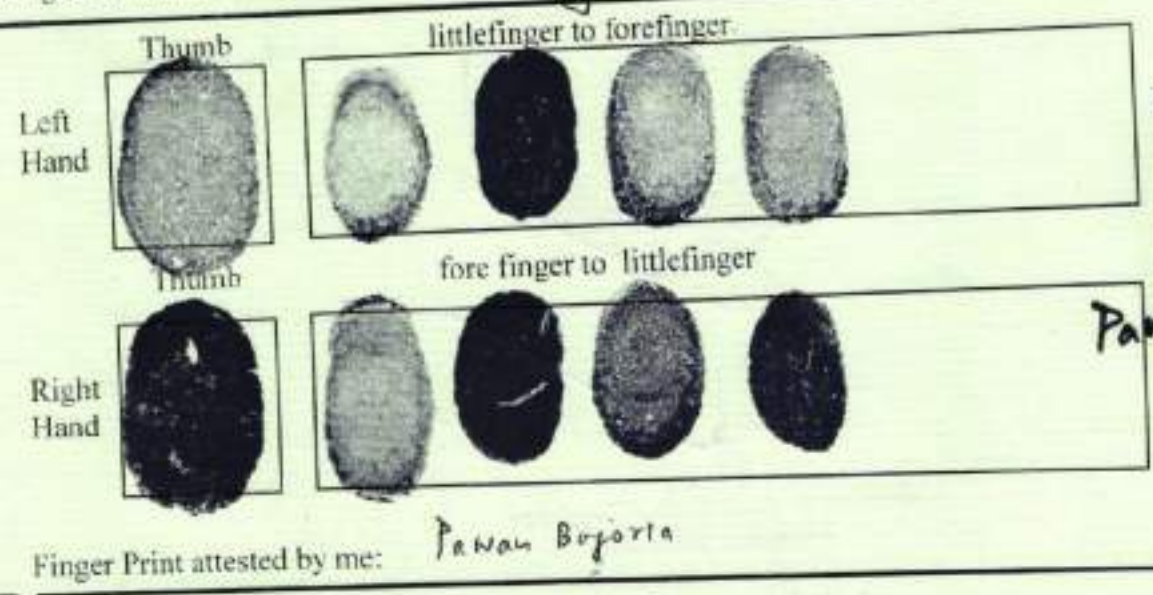 Thumb littlefinger to forefinger
Left
Hand
Thumb fore finger to littlefinger
Right
Hand
Finger Print attested by me: Pawan Bojoria